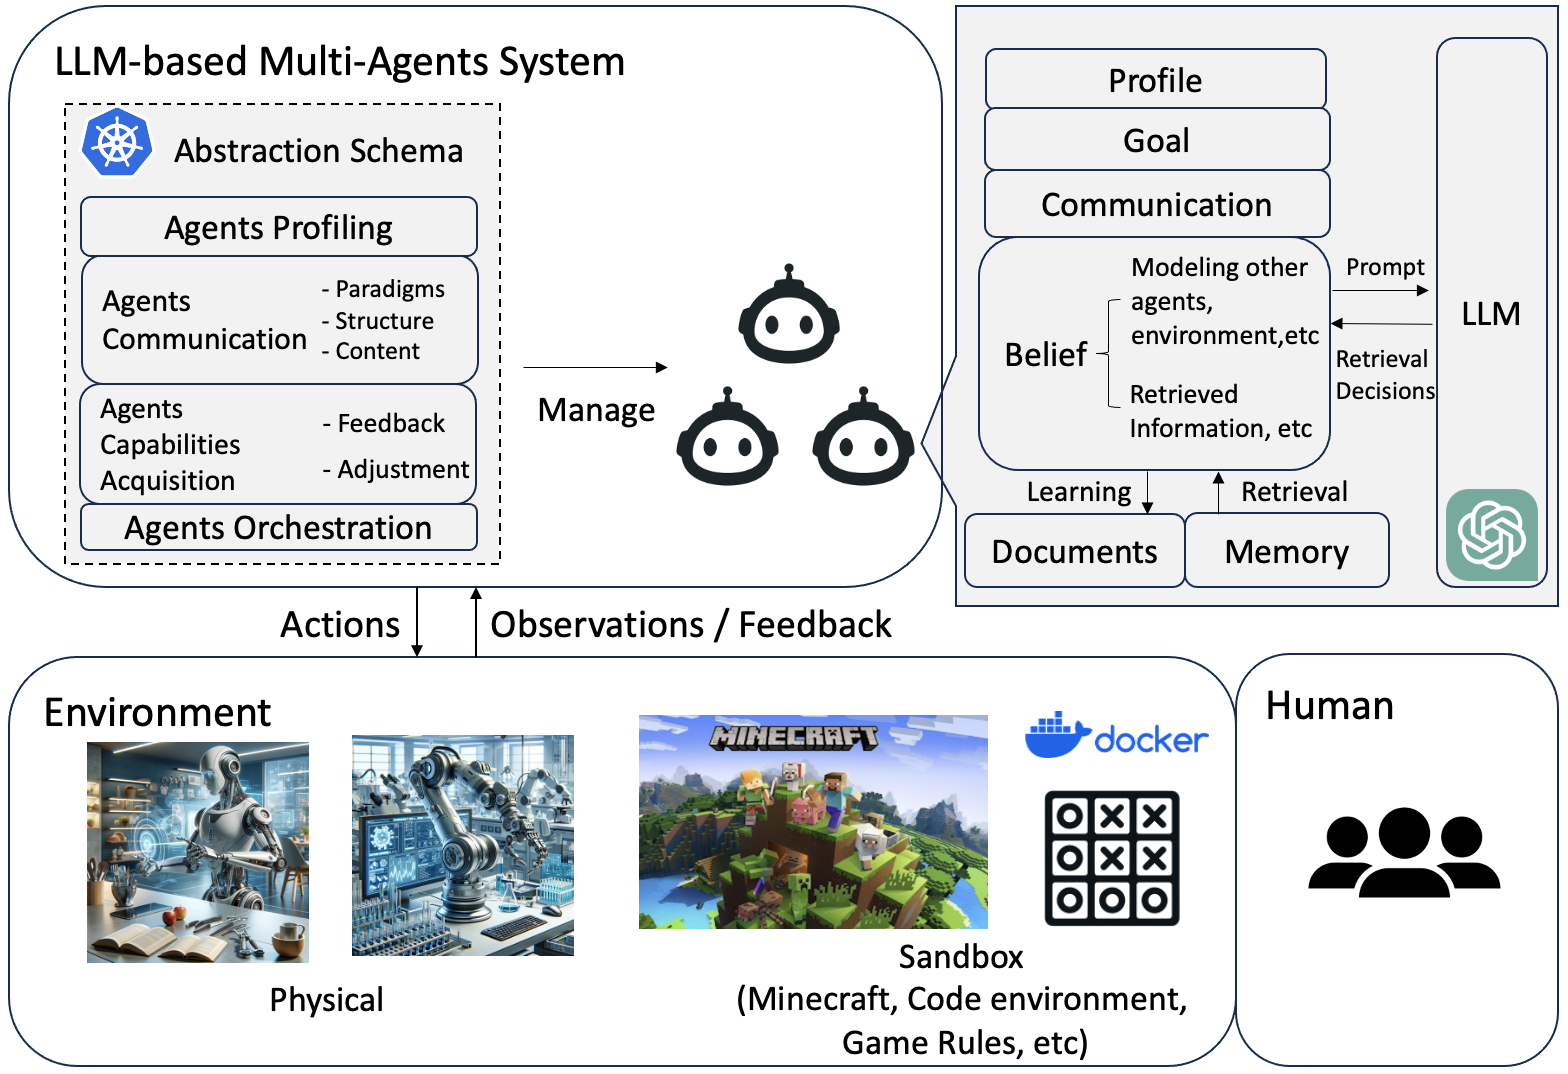 LLM-based Multi-Agents System
Abstraction Schema
Agents Profiling
Agents
Communication
- Paradigms
- Structure
- Content
Agents
Capabilities
Acquisition
- Feedback
- Adjustment
Agents Orchestration
Manage
Profile
Goal
Communication
Belief
Modeling other
agents,
environment,etc
Retrieved
Information, etc
Prompt
Retrieval
Decisions
LLM
Learning
Retrieval
Documents
Memory
Actions
Observations / Feedback
Environment
Physical
MINECRAFT
docker
O X X
O X X
O O O
Sandbox
(Minecraft, Code environment,
Game Rules, etc)
Human